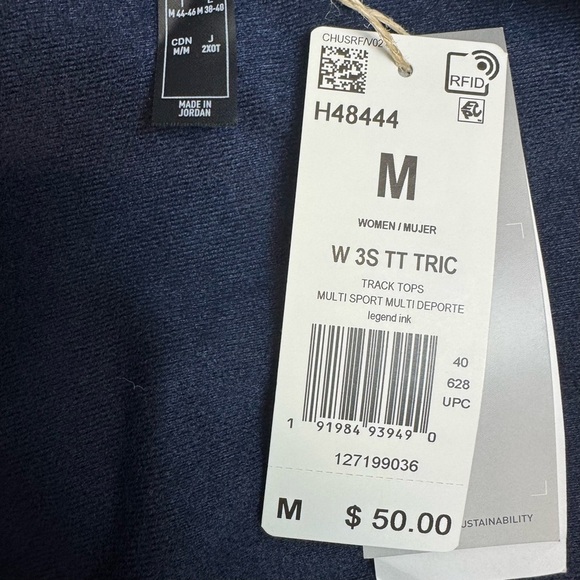 M 44-46 M 38-40
CDN J
M/M 2XOT
MADE IN
JORDAN
CHUSRF/V02
RFID
H48444
M
WOMEN / MUJER
W 3S TT TRIC
TRACK TOPS
MULTI SPORT MULTI DEPORTE
legend ink
40
628
UPC
1 91984 93949 0
127199036
M $ 50.00
USTAINABILITY